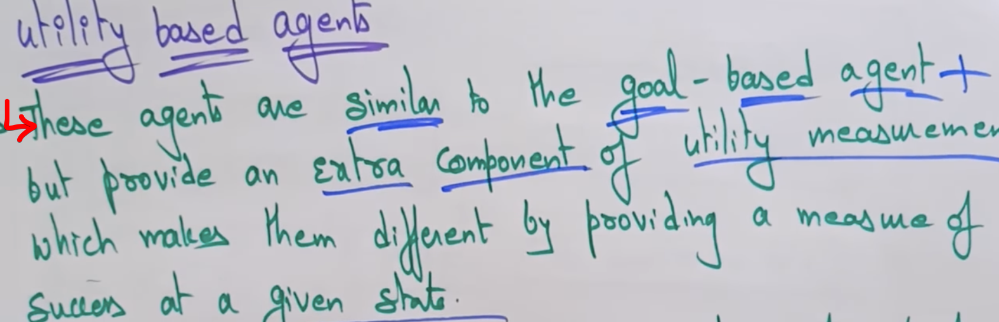 utility based agents
These agents are similar to the goal-based agent +
but provide an extra component of utility measuremen
which makes them different by providing a measure of
success at a given state.